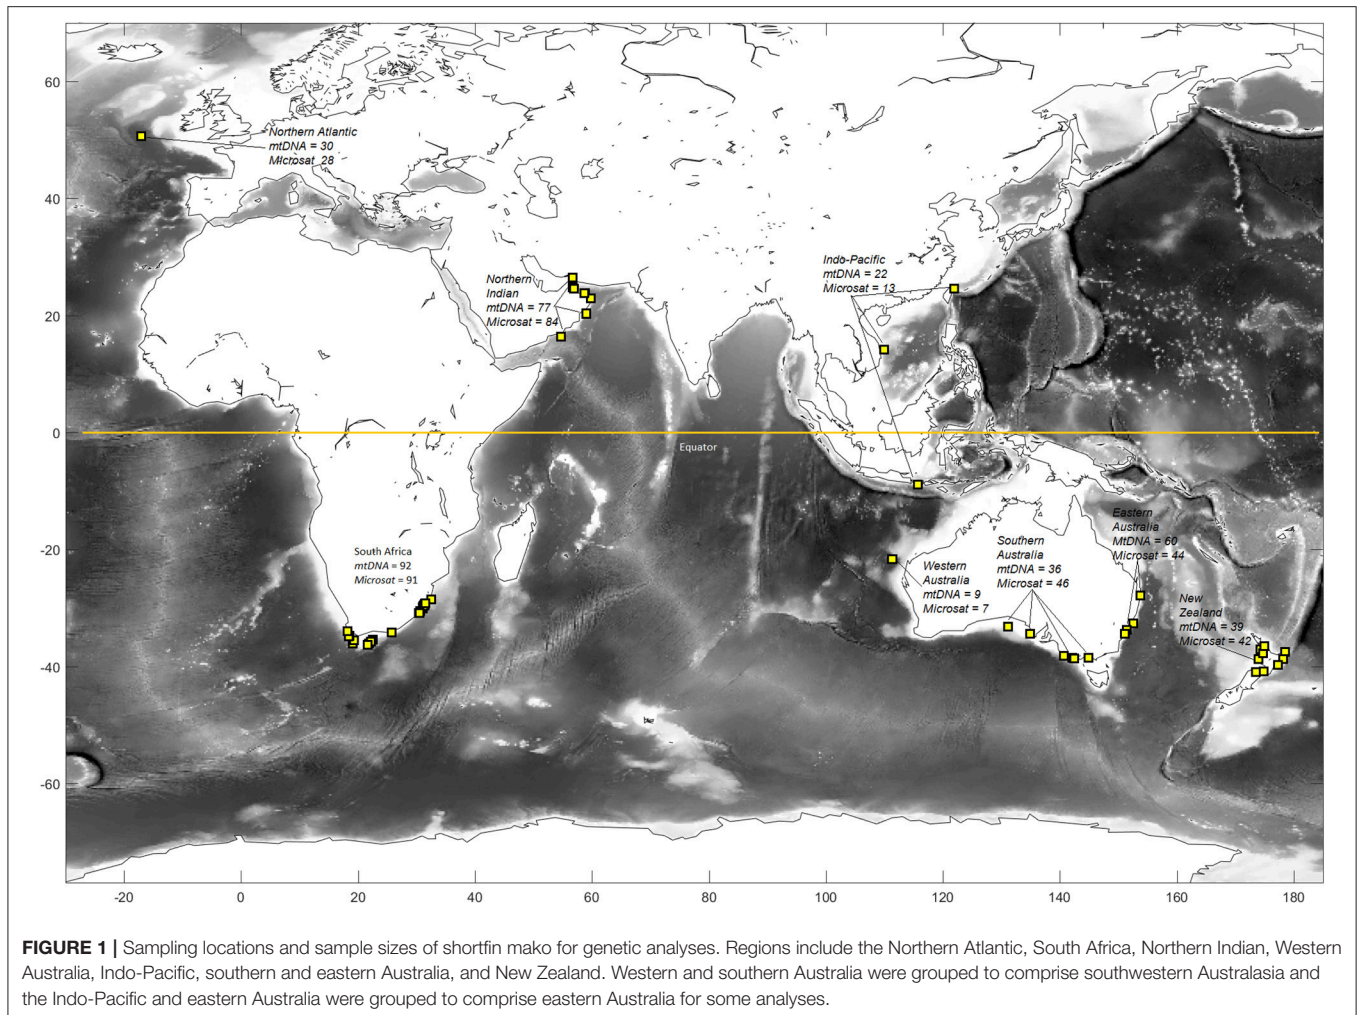 60
40
20
0
-20
-40
-60
-20
0
20
40
60
80
100
120
140
160
180
Northern Atlantic
mtDNA = 30
Microsat 28
Northern
Indian
mtDNA = 77
Microsat = 84
Indo-Pacific
mtDNA = 22
Microsat = 13
Equator
South Africa
mtDNA = 92
Microsat = 91
Western
Australia
mtDNA = 9
Microsat = 7
Southern
Australia
mtDNA = 36
Microsat = 46
Eastern
Australia
MtDNA = 60
Microsat = 44
New
Zealand
mtDNA = 39
Microsat = 42
FIGURE 1 | Sampling locations and sample sizes of shortfin mako for genetic analyses. Regions include the Northern Atlantic, South Africa, Northern Indian, Western
Australia, Indo-Pacific, southern and eastern Australia, and New Zealand. Western and southern Australia were grouped to comprise southwestern Australasia and
the Indo-Pacific and eastern Australia were grouped to comprise eastern Australia for some analyses.